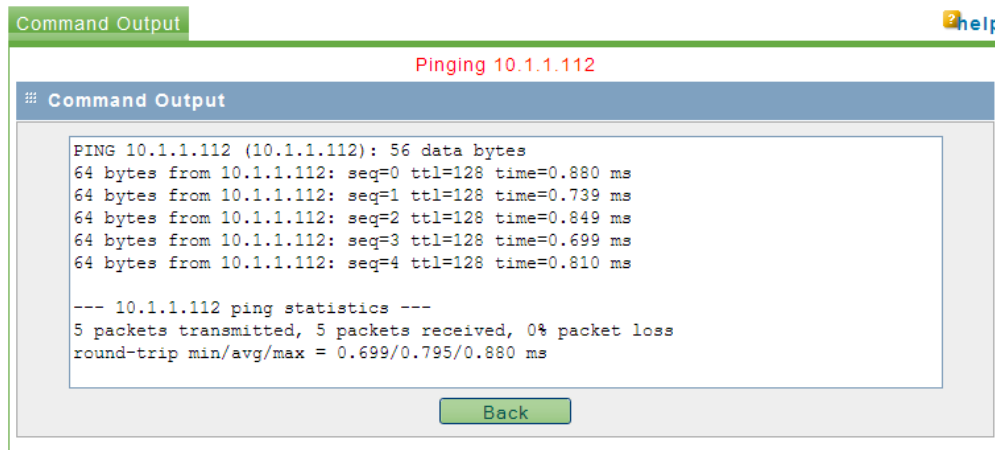 Command Output
?help
Pinging 10.1.1.112
Command Output
PING 10.1.1.112 (10.1.1.112): 56 data bytes
64 bytes from 10.1.1.112: seq=0 ttl=128 time=0.880 ms
64 bytes from 10.1.1.112: seq=1 ttl=128 time=0.739 ms
64 bytes from 10.1.1.112: seq=2 ttl=128 time=0.849 ms
64 bytes from 10.1.1.112: seq=3 ttl=128 time=0.699 ms
64 bytes from 10.1.1.112: seq=4 ttl=128 time=0.810 ms
--- 10.1.1.112 ping statistics ---
5 packets transmitted, 5 packets received, 0% packet loss
round-trip min/avg/max = 0.699/0.795/0.880 ms
Back